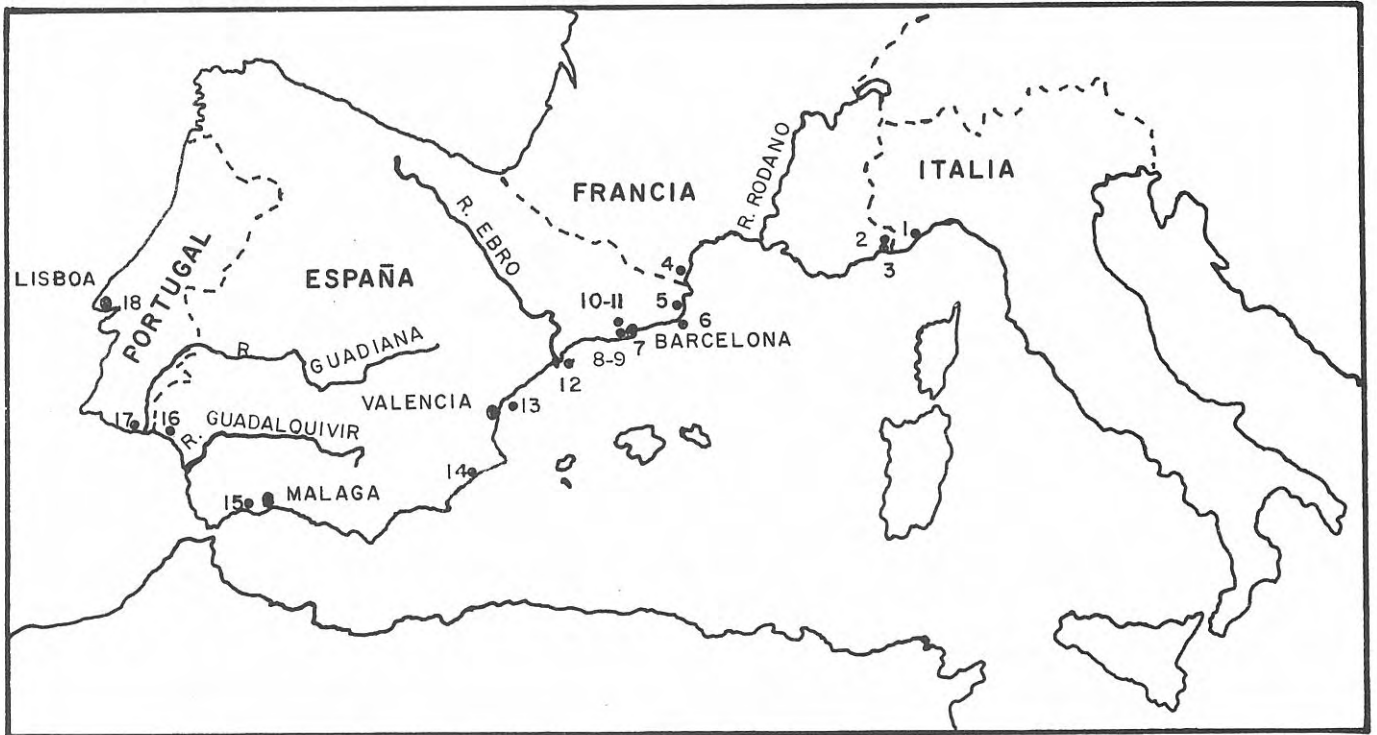 ITALIA
FRANCIA
R. RODANO
2
1
3
R. EBRO
4
PORTUGAL
LISBOA
18
ESPAÑA
10-11
5
6
7
BARCELONA
8-9
R. GUADIANA
12
VALENCIA
13
17
16
R. GUADALQUIVIR
14
15
MALAGA